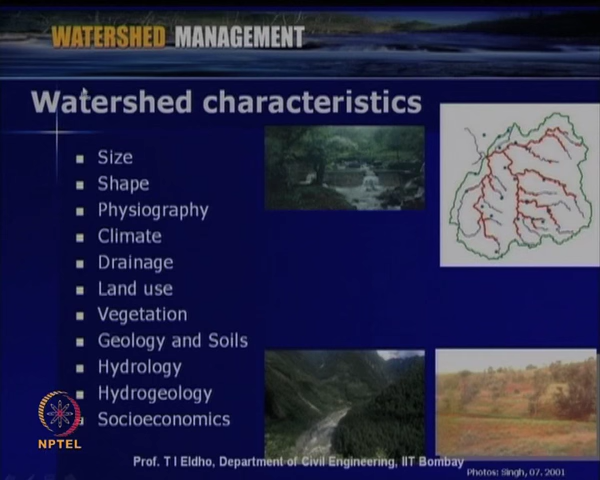 WATERSHED MANAGEMENT
Watershed characteristics
Size
Shape
Physiography
Climate
Drainage
Land use
Vegetation
Geology and Soils
Hydrology
Hydrogeology
Socioeconomics
NPTEL
Prof. T I Eldho, Department of Civil Engineering, IIT Bombay
Photos: Singh, 07. 2001